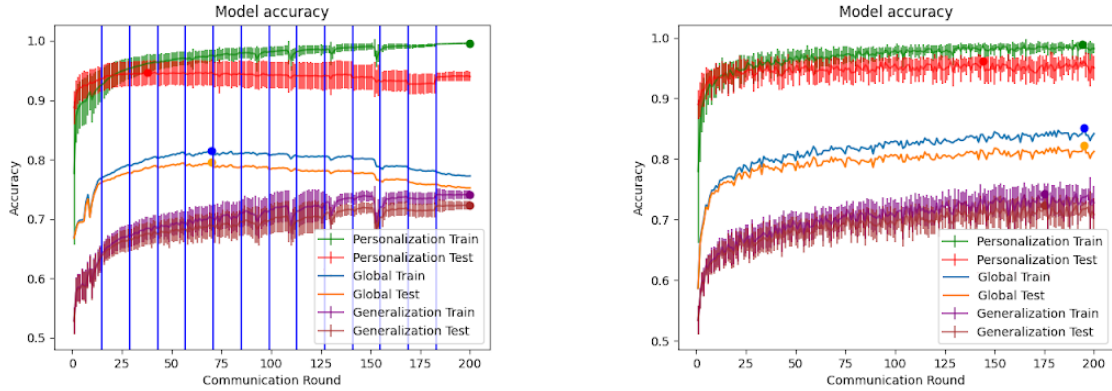 Model accuracy
Accuracy
1.0
0.9
0.8
0.7
0.6
0.5
0
25
50
75
100
125
150
175
200
Communication Round
Personalization Train
Personalization Test
Global Train
Global Test
Generalization Train
Generalization Test
Model accuracy
Accuracy
1.0
0.9
0.8
0.7
0.6
0.5
0
25
50
75
100
125
150
175
200
Communication Round
Personalization Train
Personalization Test
Global Train
Global Test
Generalization Train
Generalization Test